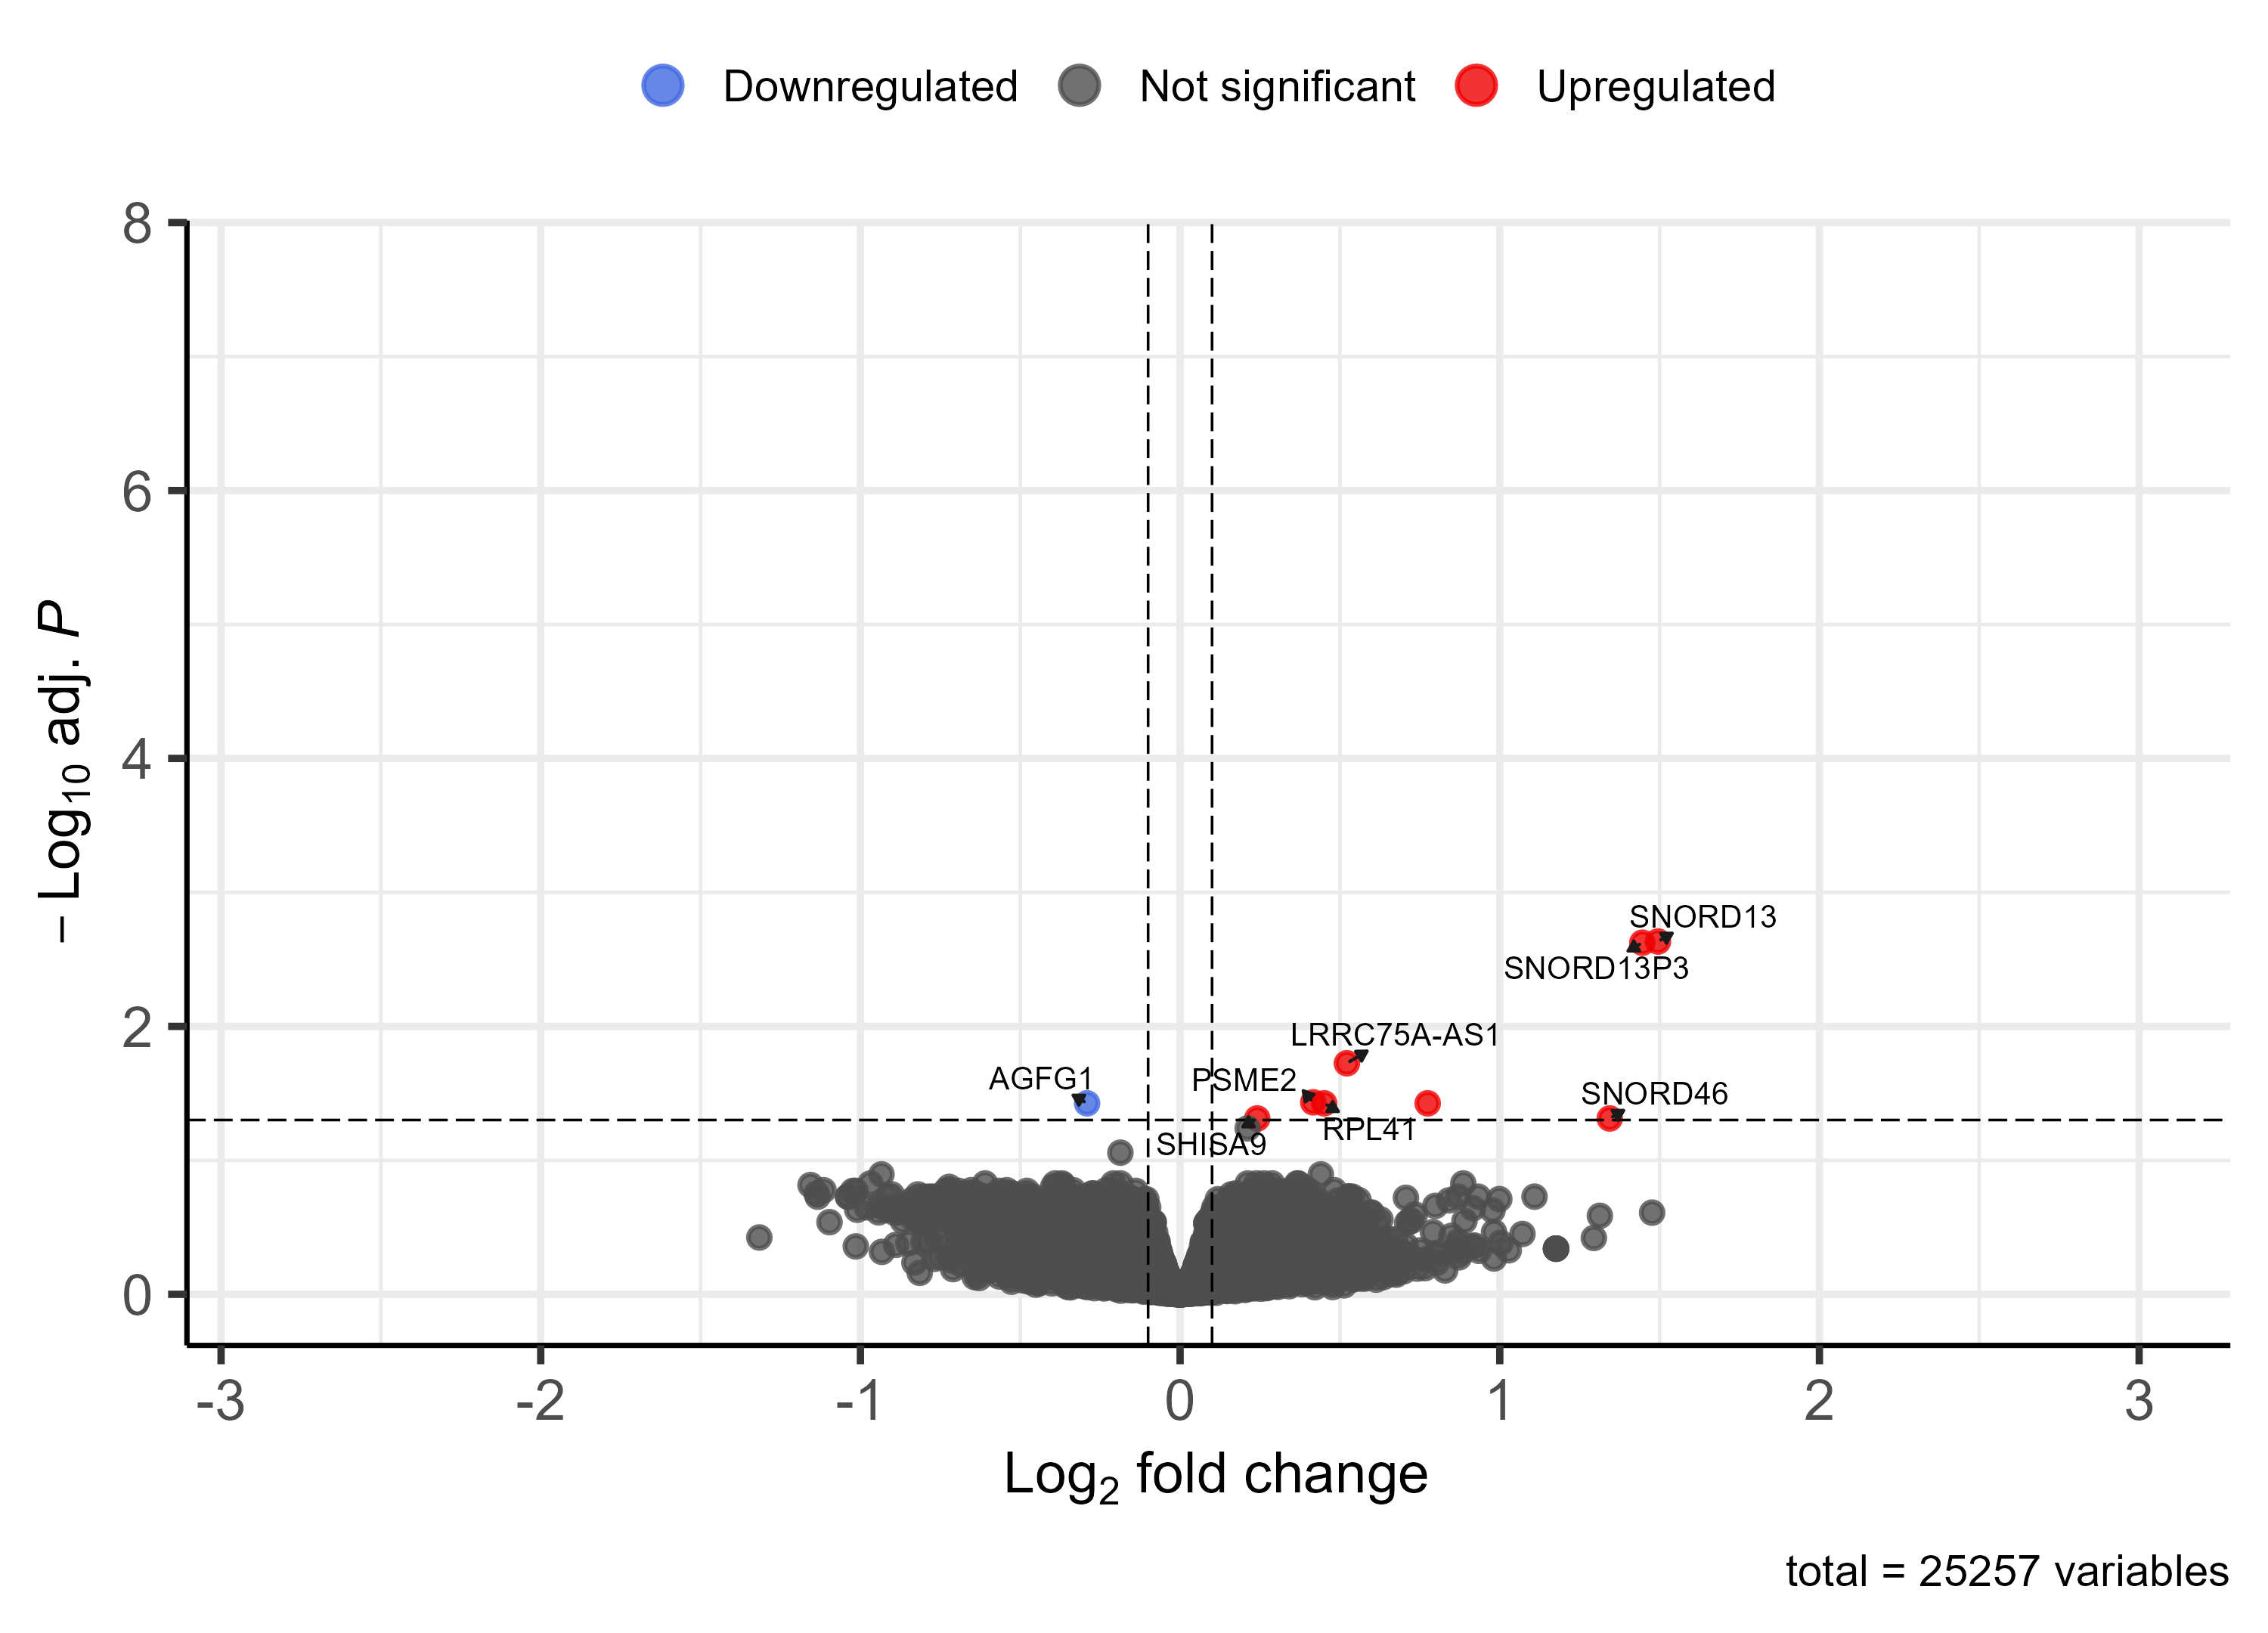 Downregulated Not significant Upregulated
8
6
4
2
0
– Log10 adj. P
SNORD13
SNORD13P3
LRRC75A-AS1
AGFG1
PSME2
SNORD46
RPL41
SHISA9
-3 -2 -1 0 1 2 3
Log2 fold change
total = 25257 variables